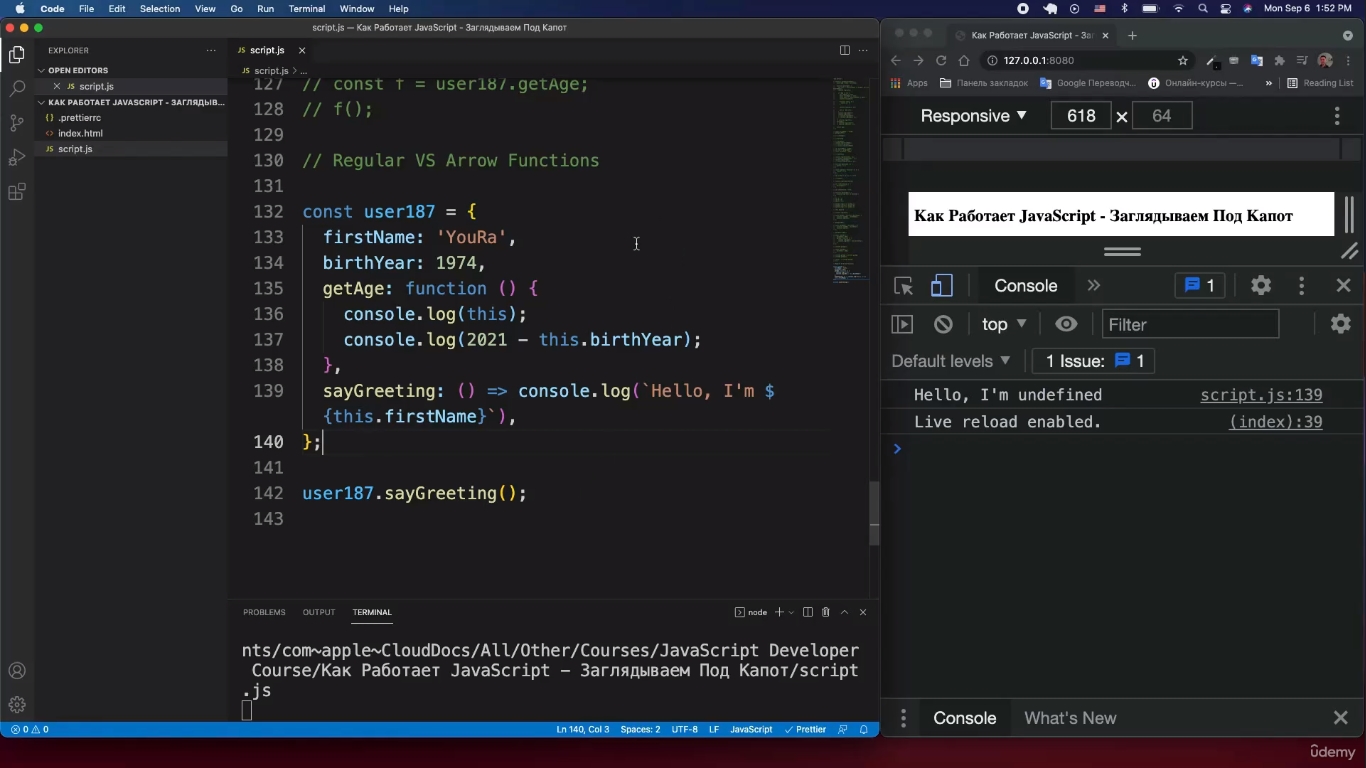 Code File Edit Selection View Go Run Terminal Window Help Mon Sep 6 1:52 PM
script.js — Как Работает JavaScript - Заглядываем Под Капот
EXPLORER
OPEN EDITORS
JS script.js
КАК РАБОТАЕТ JAVASCRIPT - ЗАГЛЯДЫВ...
{} .prettierrc
<> index.html
JS script.js
JS script.js
JS script.js > ...
127 // const f = user187.getAge;
128 // f();
129
130 // Regular VS Arrow Functions
131
132 const user187 = {
133 firstName: 'YouRa',
134 birthYear: 1974,
135 getAge: function () {
136 console.log(this);
137 console.log(2021 - this.birthYear);
138 },
139 sayGreeting: () => console.log(`Hello, I'm $
{this.firstName}`),
140 };
141
142 user187.sayGreeting();
143
PROBLEMS OUTPUT TERMINAL node
nts/com~apple~CloudDocs/All/Other/Courses/JavaScript Developer
Course/Как Работает JavaScript - Заглядываем Под Капот/script
.js
0 0 Ln 140, Col 3 Spaces: 2 UTF-8 LF JavaScript Prettier
Как Работает JavaScript - Заг
127.0.0.1:8080
Apps Панель закладок Google Переводч... Онлайн-курсы —... » Reading List
Responsive 618 × 64
Как Работает JavaScript - Заглядываем Под Капот
Console » 1
top Filter
Default levels 1 Issue: 1
Hello, I'm undefined script.js:139
Live reload enabled. (index):39
Console What's New
ûdemy